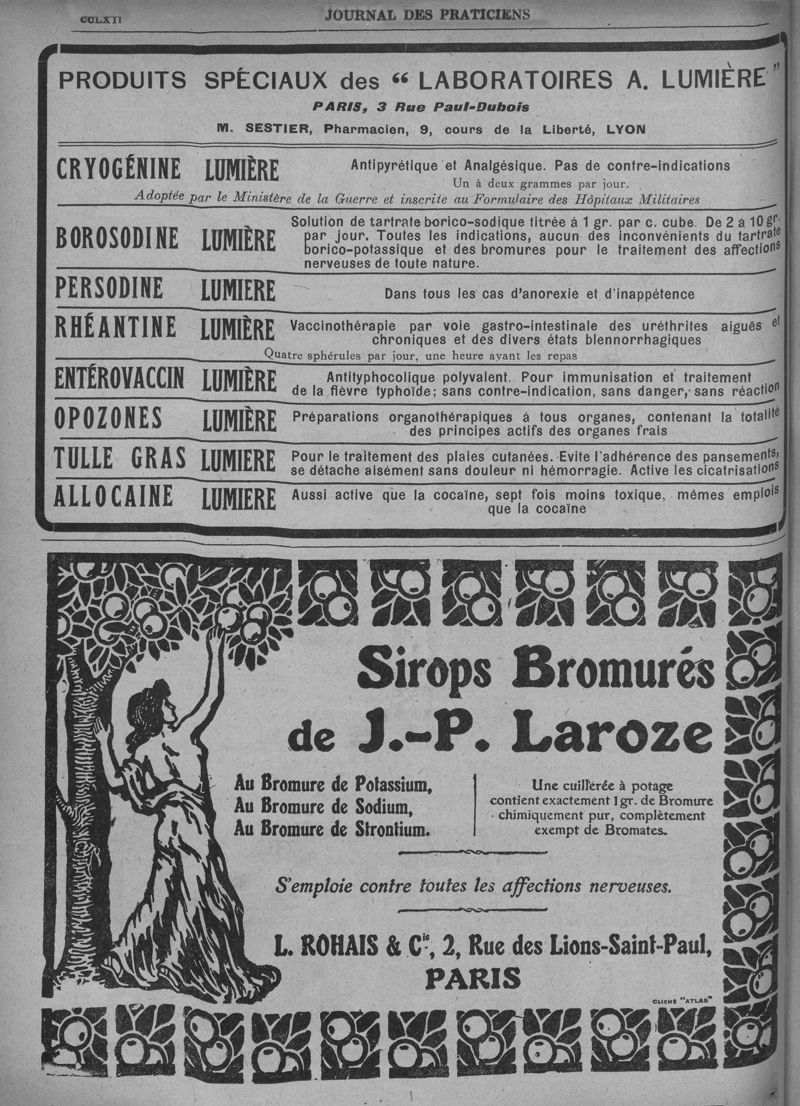 CCLXII
JOURNAL DES PRATICIENS
PRODUITS SPÉCIAUX des “ LABORATOIRES A. LUMIÈRE ”
PARIS, 3 Rue Paul-Dubois
M. SESTIER, Pharmacien, 9, cours de la Liberté, LYON
CRYOGÉNINE LUMIÈRE
Antipyrétique et Analgésique. Pas de contre-indications
Un à deux grammes par jour.
Adoptée par le Ministère de la Guerre et inscrite au Formulaire des Hôpitaux Militaires
BOROSODINE LUMIÈRE
Solution de tartrate borico-sodique titrée à 1 gr. par c. cube. De 2 à 10 gr.
par jour. Toutes les indications, aucun des inconvénients du tartrate
borico-potassique et des bromures pour le traitement des affections
nerveuses de toute nature.
PERSODINE LUMIERE
Dans tous les cas d'anorexie et d'inappétence
RHÉANTINE LUMIÈRE
Vaccinothérapie par voie gastro-intestinale des uréthrites aiguës et
chroniques et des divers états blennorrhagiques
Quatre sphérules par jour, une heure avant les repas
ENTÉROVACCIN LUMIÈRE
Antityphocolique polyvalent. Pour immunisation et traitement
de la fièvre typhoïde; sans contre-indication, sans danger, sans réaction
OPOZONES LUMIÈRE
Préparations organothérapiques à tous organes, contenant la totalité
des principes actifs des organes frais
TULLE GRAS LUMIERE
Pour le traitement des plaies cutanées. Evite l'adhérence des pansements,
se détache aisément sans douleur ni hémorragie. Active les cicatrisations
ALLOCAINE LUMIERE
Aussi active que la cocaïne, sept fois moins toxique, mêmes emplois
que la cocaïne
Sirops Bromurés
de J.-P. Laroze
Au Bromure de Potassium,
Au Bromure de Sodium,
Au Bromure de Strontium.
Une cuillerée à potage
contient exactement 1 gr. de Bromure
chimiquement pur, complètement
exempt de Bromates.
S'emploie contre toutes les affections nerveuses.
L. ROHAIS & Cie, 2, Rue des Lions-Saint-Paul,
PARIS
CLICHÉ "ATLAS"